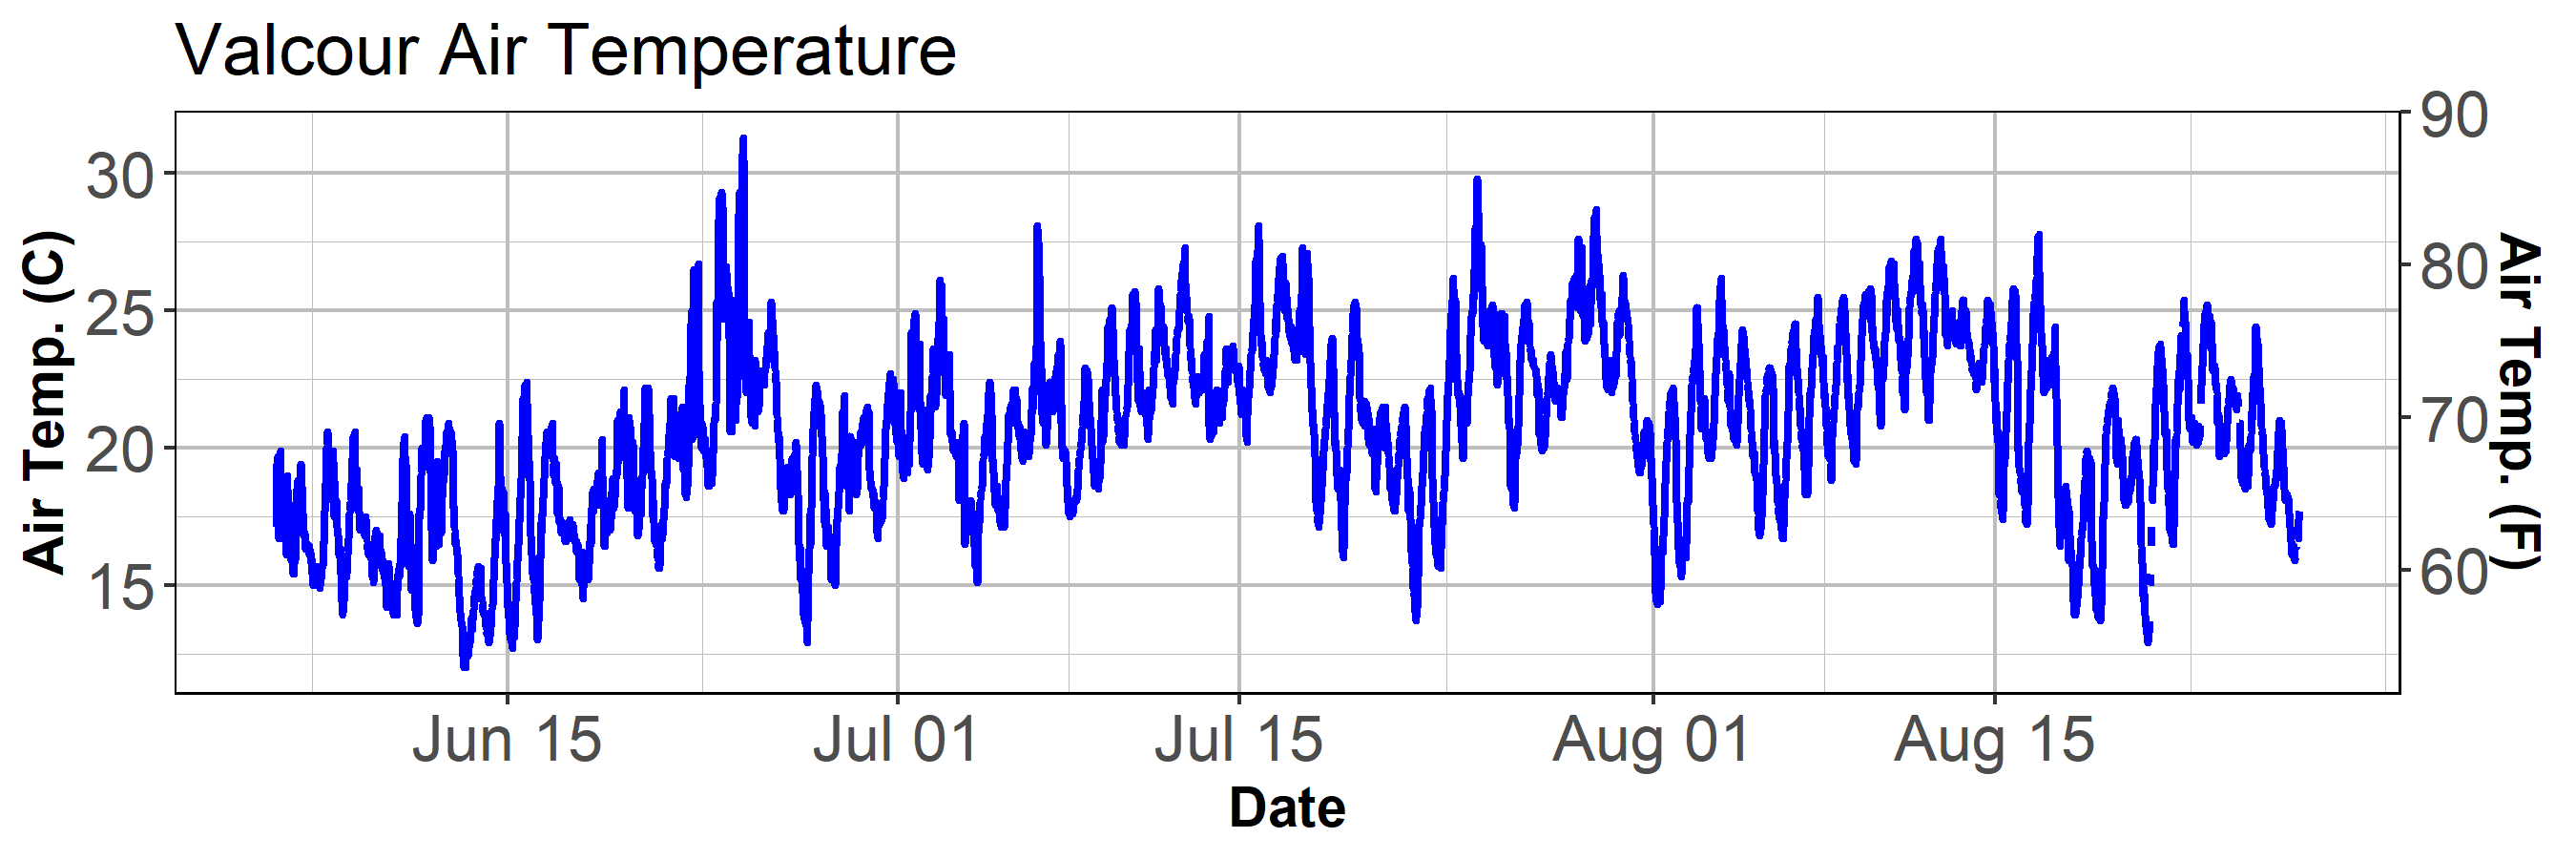 Valcour Air Temperature
Air Temp. (C)
30
25
20
15
90
80
70
60
Air Temp. (F)
Jun 15
Jul 01
Jul 15
Aug 01
Aug 15
Date